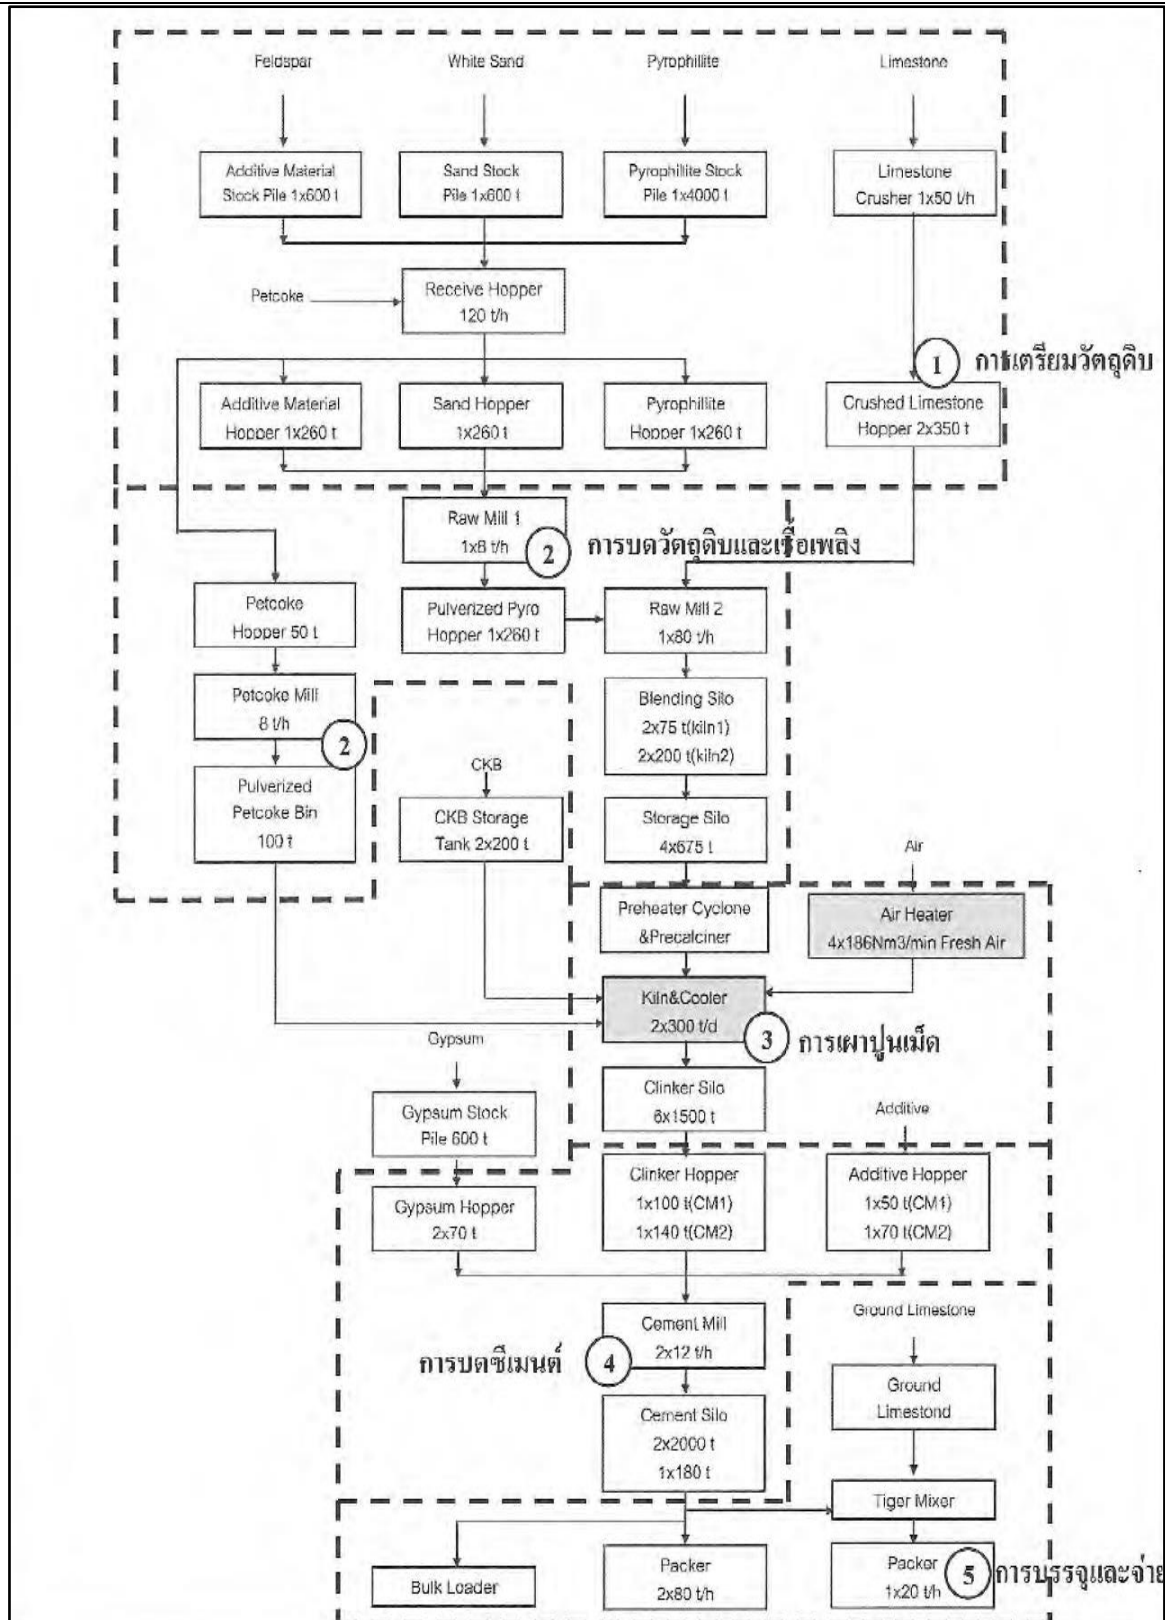 Feldspar
White Sand
Pyrophillite
Limestone
Additive Material
Stock Pile 1x600 t
Sand Stock
Pile 1x600 t
Pyrophillite Stock
Pile 1x4000 t
Limestone
Crusher 1x50 t/h
Petcoke
Receive Hopper
120 t/h
1 การเตรียมวัตถุดิบ
Additive Material
Hopper 1x260 t
Sand Hopper
1x260 t
Pyrophillite
Hopper 1x260 t
Crushed Limestone
Hopper 2x350 t
Raw Mill 1
1x8 t/h
2 การบดวัตถุดิบและเชื้อเพลิง
Petcoke
Hopper 50 t
Pulverized Pyro
Hopper 1x260 t
Raw Mill 2
1x80 t/h
Petcoke Mill
8 t/h
2
Blending Silo
2x75 t(kiln1)
2x200 t(kiln2)
Pulverized
Petcoke Bin
100 t
CKB
CKB Storage
Tank 2x200 t
Storage Silo
4x675 t
Air
Preheater Cyclone
&Precalciner
Air Heater
4x186Nm3/min Fresh Air
Kiln&Cooler
2x300 t/d
3 การเผาปูนเม็ด
Gypsum
Gypsum Stock
Pile 600 t
Clinker Silo
6x1500 t
Additive
Gypsum Hopper
2x70 t
Clinker Hopper
1x100 t(CM1)
1x140 t(CM2)
Additive Hopper
1x50 t(CM1)
1x70 t(CM2)
Ground Limestone
การบดซีเมนต์ 4
Cement Mill
2x12 t/h
Ground
Limestond
Cement Silo
2x2000 t
1x180 t
Tiger Mixer
Bulk Loader
Packer
2x80 t/h
Packer
1x20 t/h
5 การบรรจุและจ่าย